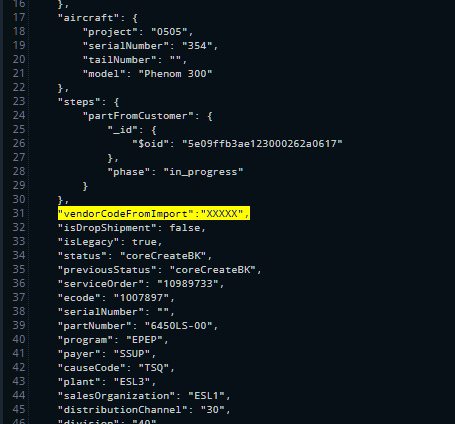 16 },
17 "aircraft": {
18 "project": "0505",
19 "serialNumber": "354",
20 "tailNumber": "",
21 "model": "Phenom 300"
22 },
23 "steps": {
24 "partFromCustomer": {
25 "_id": {
26 "$oid": "5e09ffb3ae123000262a0617"
27 },
28 "phase": "in_progress"
29 }
30 },
31 "vendorCodeFromImport":"XXXXX",
32 "isDropShipment": false,
33 "isLegacy": true,
34 "status": "coreCreateBK",
35 "previousStatus": "coreCreateBK",
36 "serviceOrder": "10989733",
37 "ecode": "1007897",
38 "serialNumber": "",
39 "partNumber": "6450LS-00",
40 "program": "EPEP",
41 "payer": "SSUP",
42 "causeCode": "TSQ",
43 "plant": "ESL3",
44 "salesOrganization": "ESL1",
45 "distributionChannel": "30",
46 "division": "40"